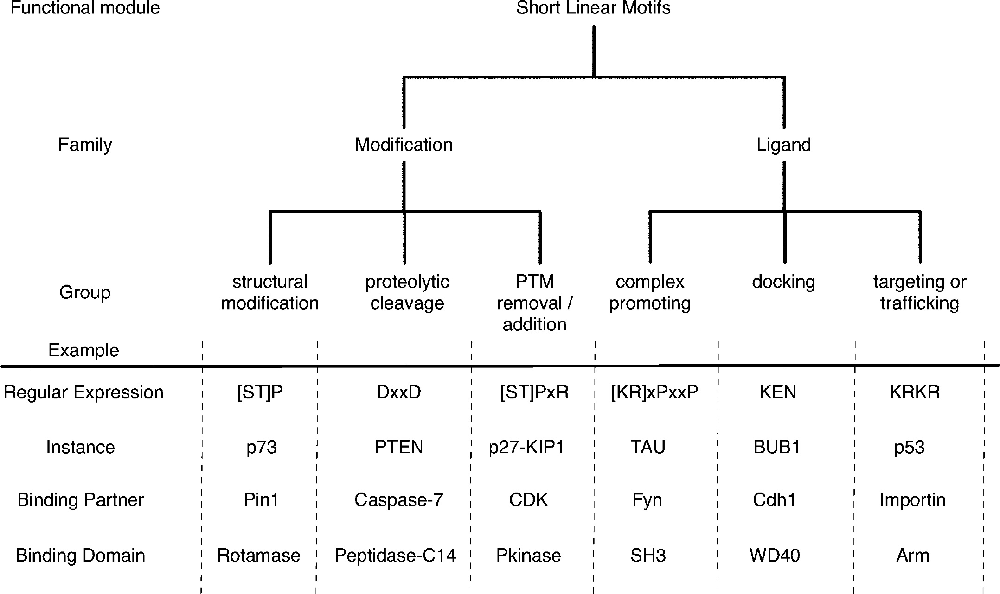 Functional module
Short Linear Motifs
Family
Modification
Ligand
Group
structural
modification
proteolytic
cleavage
PTM
removal /
addition
complex
promoting
docking
targeting or
trafficking
Example
Regular Expression [ST]P DxxD [ST]PxR [KR]xPxxP KEN KRKR
Instance p73 PTEN p27-KIP1 TAU BUB1 p53
Binding Partner Pin1 Caspase-7 CDK Fyn Cdh1 Importin
Binding Domain Rotamase Peptidase-C14 Pkinase SH3 WD40 Arm